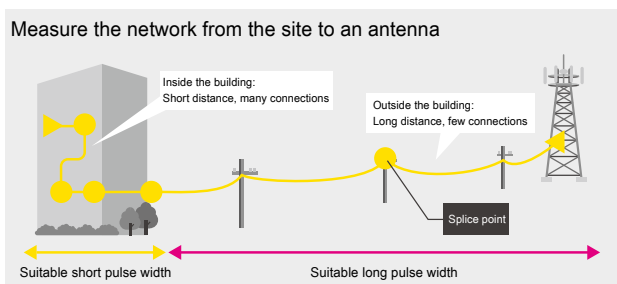 Measure the network from the site to an antenna
Inside the building:
Short distance, many connections
Outside the building:
Long distance, few connections
Splice point
Suitable short pulse width
Suitable long pulse width